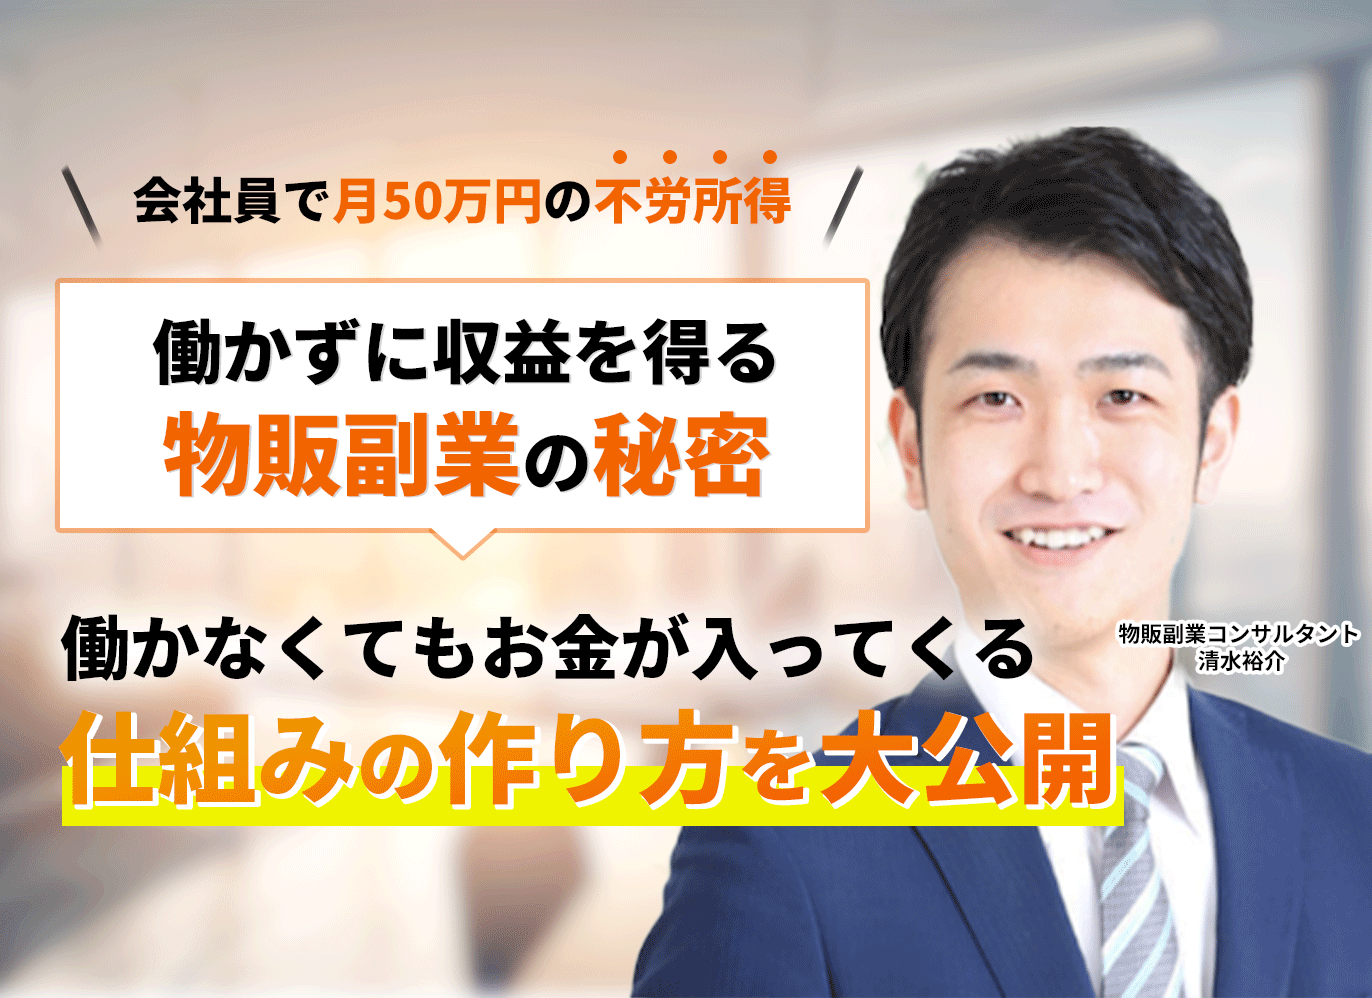 会社員で月50万円の不労所得
働かずに収益を得る
物販副業の秘密
働かなくてもお金が入ってくる
仕組みの作り方を大公開
物販副業コンサルタント
清水裕介